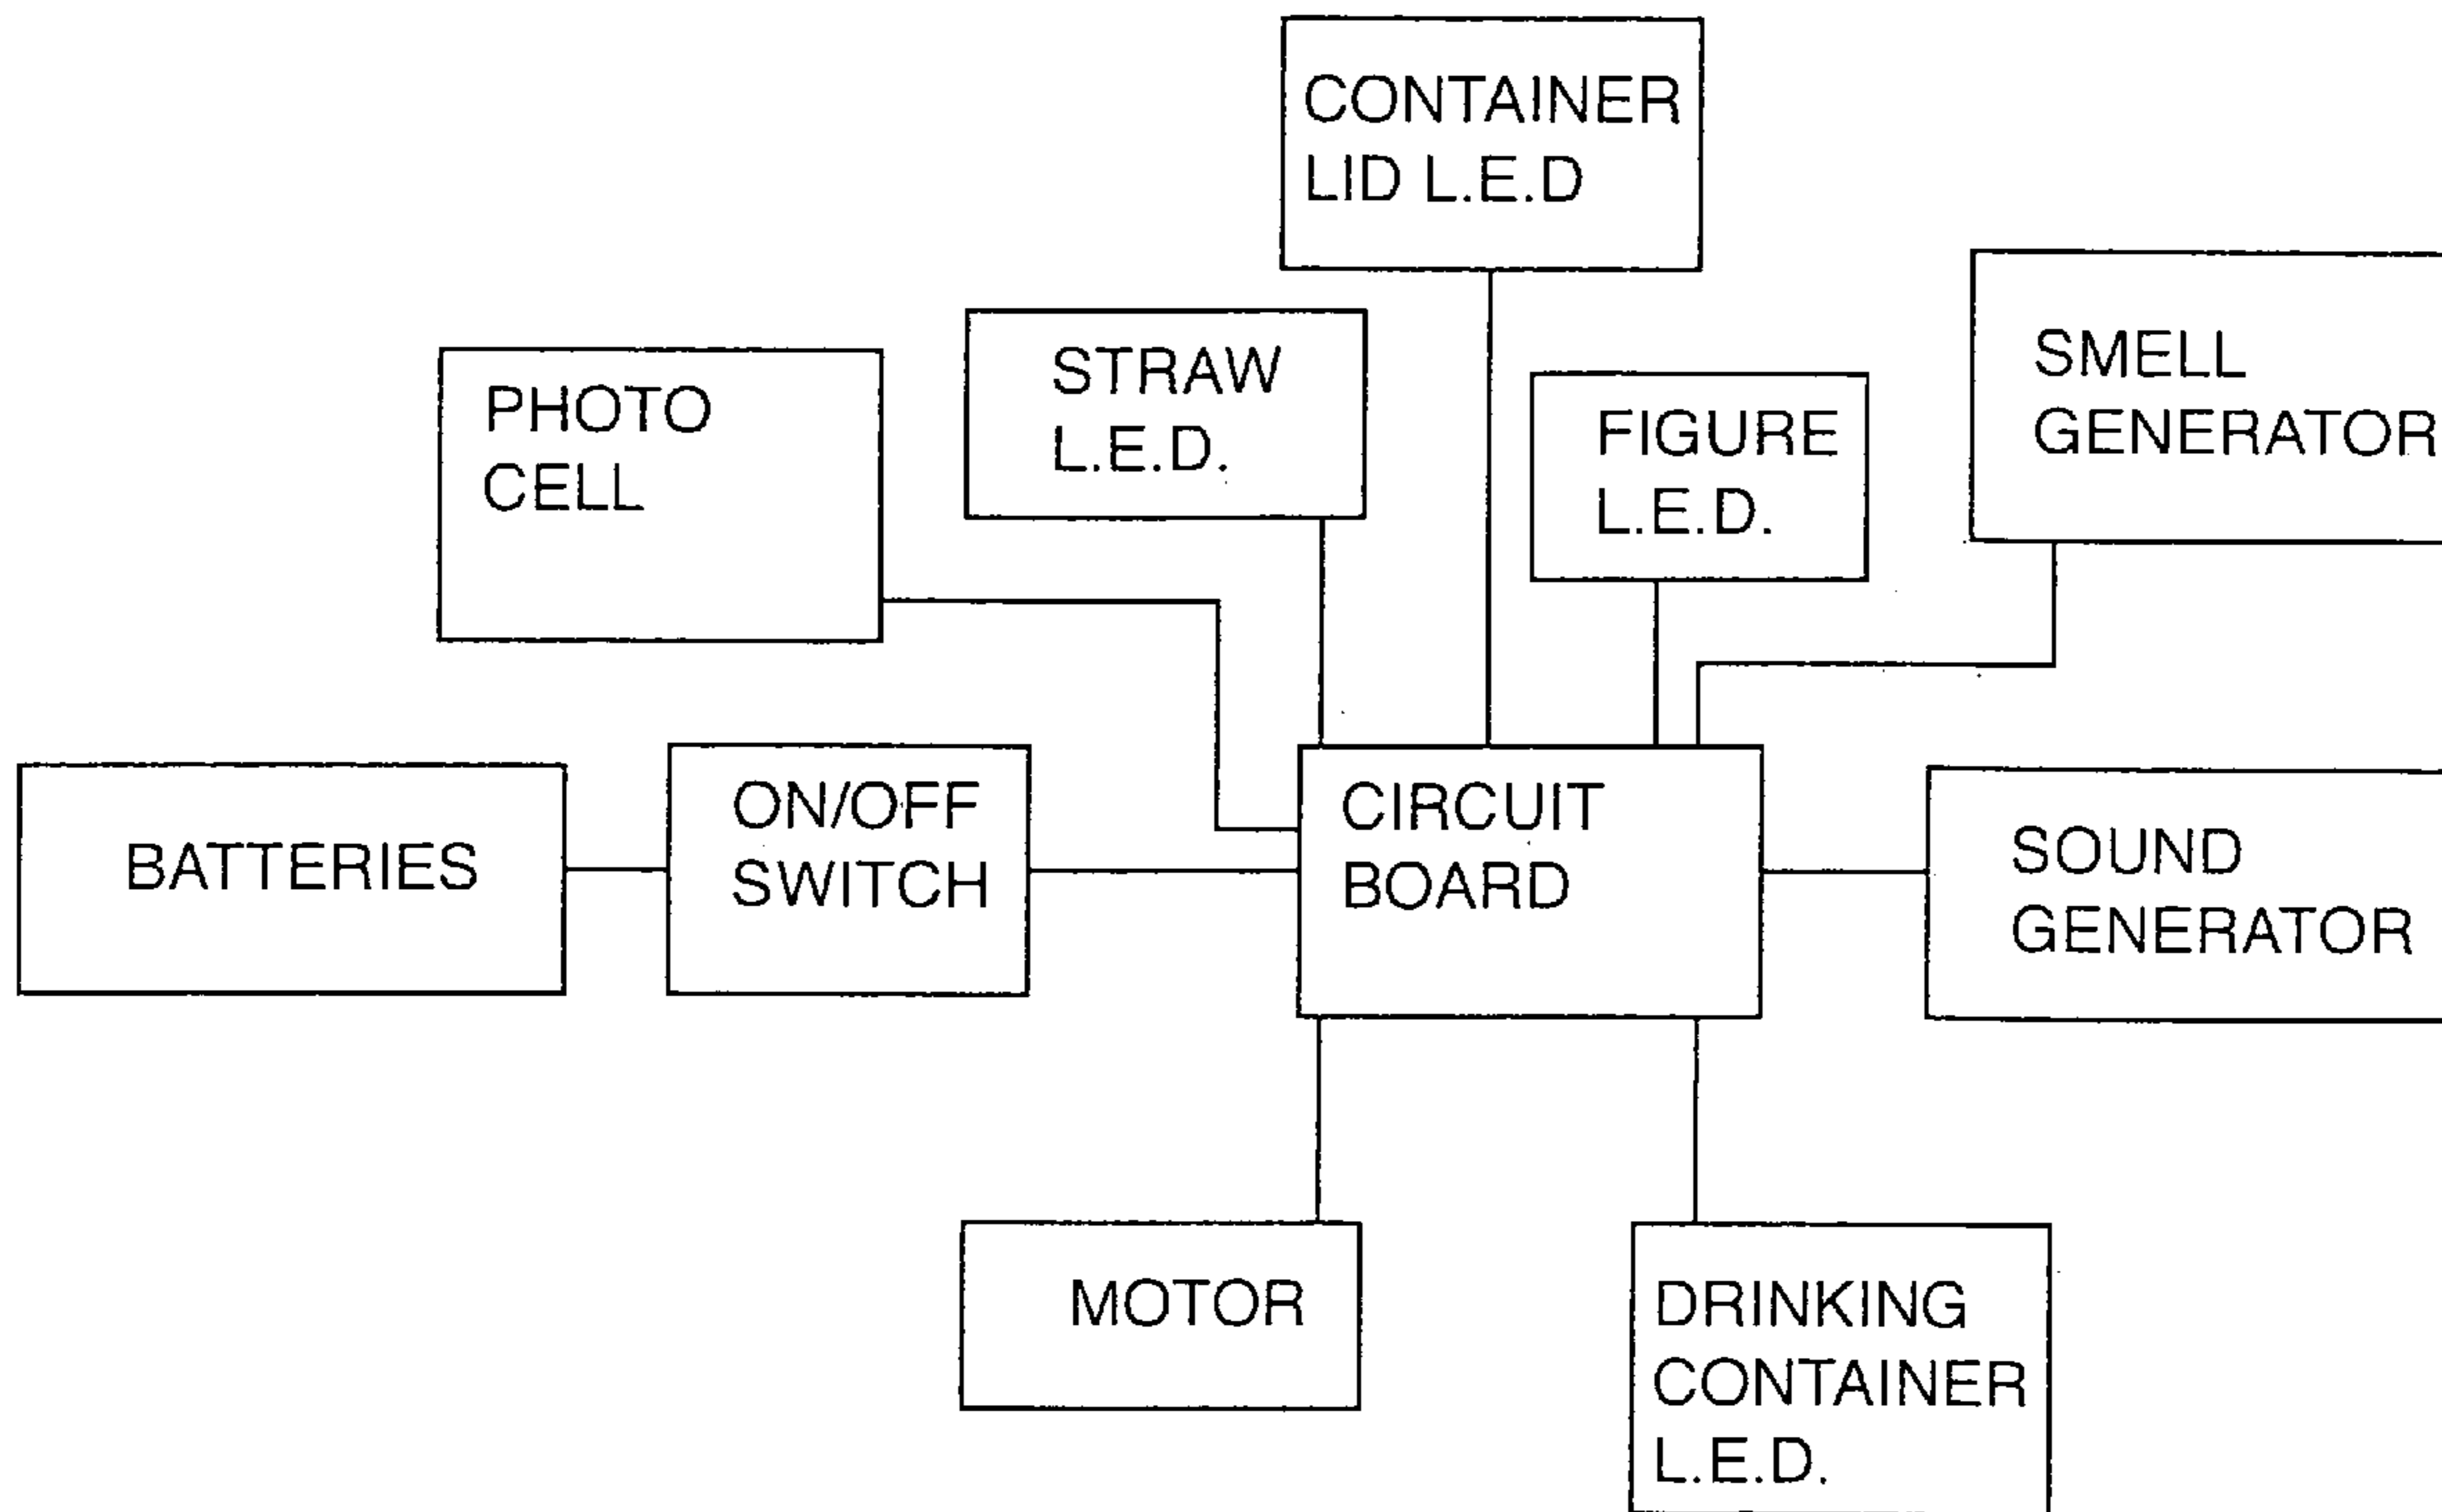 CONTAINER
LID L.E.D
STRAW
L.E.D.
PHOTO
CELL
FIGURE
L.E.D.
SMELL
GENERATOR
BATTERIES
ON/OFF
SWITCH
CIRCUIT
BOARD
SOUND
GENERATOR
MOTOR
DRINKING
CONTAINER
L.E.D.